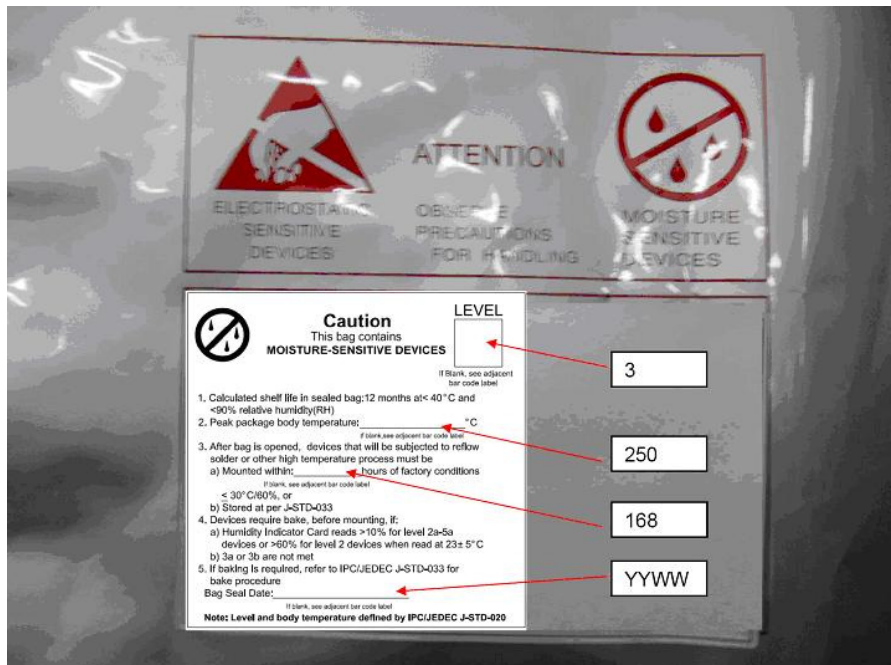 ATTENTION
ELECTROSTATIC
SENSITIVE
DEVICES
OBSERVE
PRECAUTIONS
FOR HANDLING
MOISTURE
SENSITIVE
DEVICES
LEVEL
Caution
This bag contains
MOISTURE-SENSITIVE DEVICES
If Blank, see adjacent
bar code label
1. Calculated shelf life in sealed bag:12 months at< 40°C and
<90% relative humidity(RH)
2. Peak package body temperature:_______________°C
If blank,see adjacent bar code label
3. After bag is opened, devices that will be subjected to reflow
solder or other high temperature process must be
a) Mounted within:____________hours of factory conditions
If blank, see adjacent bar code label
≤ 30°C/60%, or
b) Stored at per J-STD-033
4. Devices require bake, before mounting, if:
a) Humidity Indicator Card reads >10% for level 2a-5a
devices or >60% for level 2 devices when read at 23± 5°C
b) 3a or 3b are not met
5. If baking is required, refer to IPC/JEDEC J-STD-033 for
bake procedure
Bag Seal Date:_______________________
If blank, see adjacent bar code label
Note: Level and body temperature defined by IPC/JEDEC J-STD-020
3
250
168
YYWW